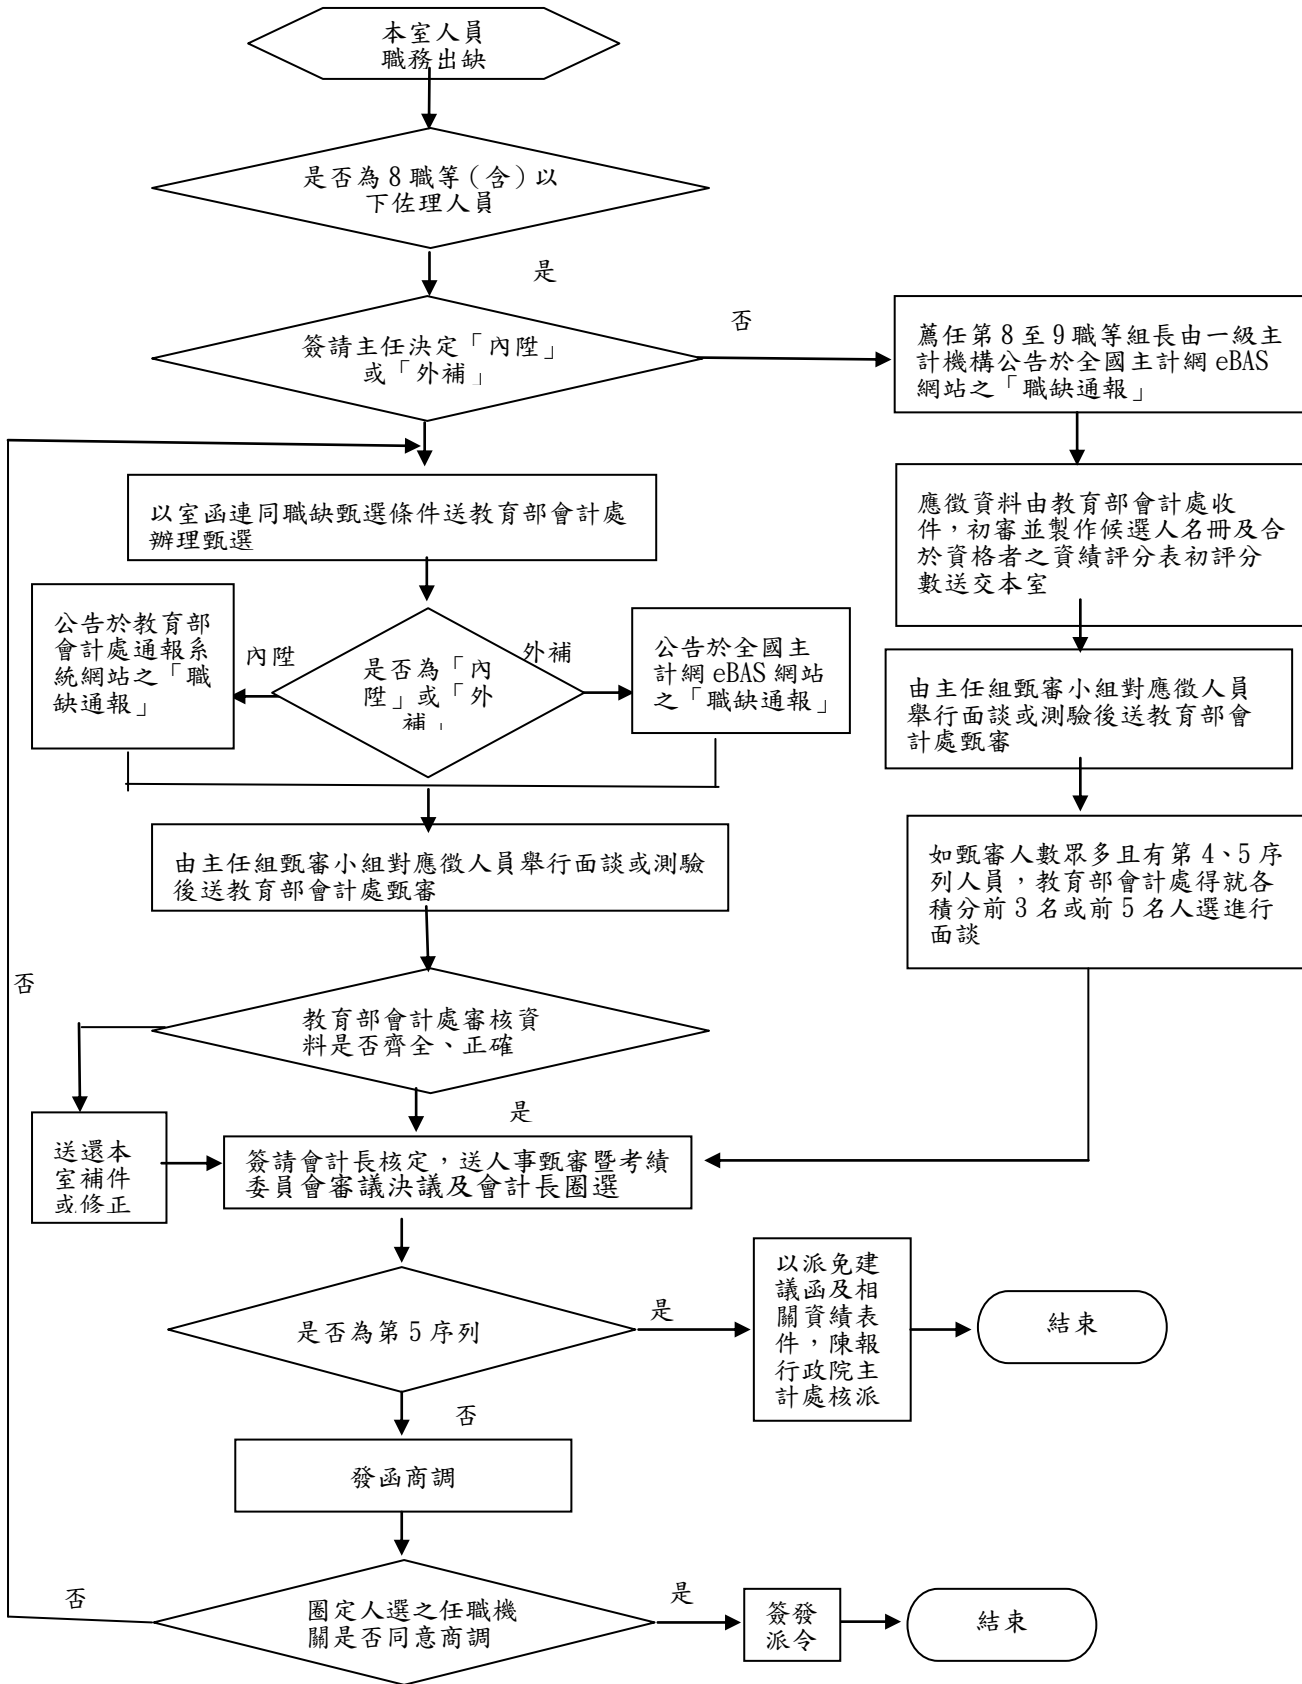 本室人員
職務出缺
是否為 8 職等（含）以
下佐理人員
是
簽請主任決定「內陞」
或「外補」
否
薦任第 8 至 9 職等組長由一級主
計機構公告於全國主計網 eBAS
網站之「職缺通報」
以室函連同職缺甄選條件送教育部會計處
辦理甄選
應徵資料由教育部會計處收
件，初審並製作候選人名冊及合
於資格者之資績評分表初評分
數送交本室
公告於教育部
會計處通報系
統網站之「職
缺通報」
內陞
是否為「內
陞」或「外
補」
外補
公告於全國主
計網 eBAS 網站
之「職缺通報」
由主任組甄審小組對應徵人員
舉行面談或測驗後送教育部會
計處甄審
由主任組甄審小組對應徵人員舉行面談或測驗
後送教育部會計處甄審
如甄審人數眾多且有第 4、5 序
列人員，教育部會計處得就各
積分前 3 名或前 5 名人選進行
面談
否
教育部會計處審核資
料是否齊全、正確
是
送還本
室補件
或修正
簽請會計長核定，送人事甄審暨考績
委員會審議決議及會計長圈選
是否為第 5 序列
是
以派免建
議函及相
關資績表
件，陳報
行政院主
計處核派
結束
否
發函商調
否
圈定人選之任職機
關是否同意商調
是
簽發
派令
結束